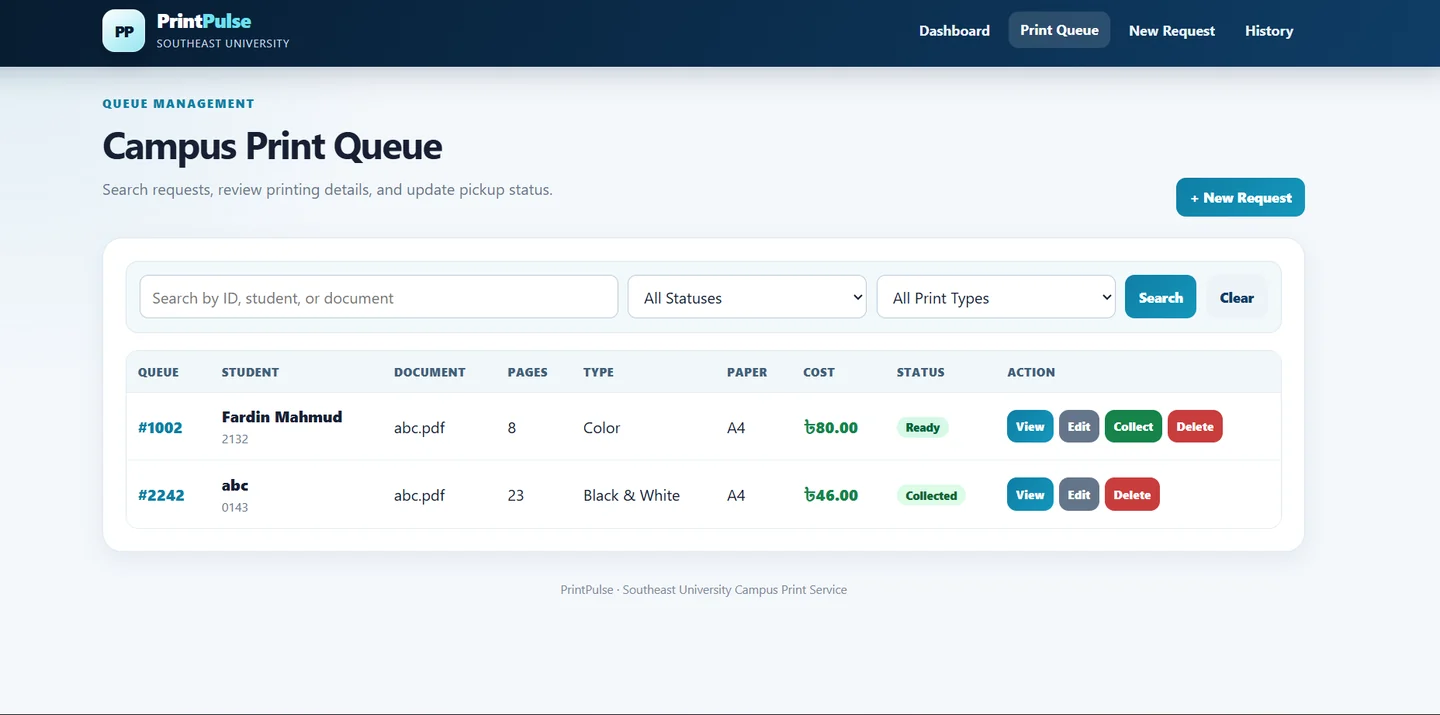 PP
PrintPulse
SOUTHEAST UNIVERSITY
Dashboard Print Queue New Request History
QUEUE MANAGEMENT
Campus Print Queue
Search requests, review printing details, and update pickup status.
+ New Request
Search by ID, student, or document All Statuses All Print Types Search Clear
QUEUE STUDENT DOCUMENT PAGES TYPE PAPER COST STATUS ACTION
#1002 Fardin Mahmud 2132 abc.pdf 8 Color A4 ৳80.00 Ready View Edit Collect Delete
#2242 abc 0143 abc.pdf 23 Black & White A4 ৳46.00 Collected View Edit Delete
PrintPulse · Southeast University Campus Print Service